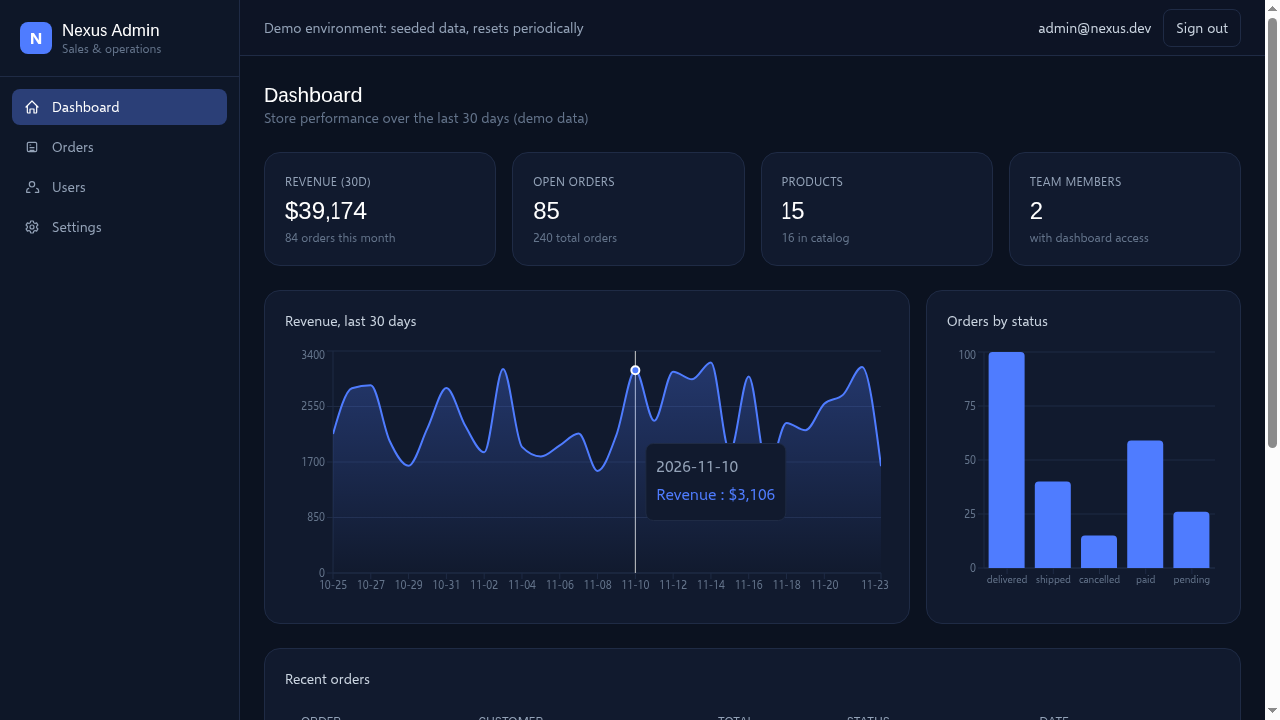 N
Nexus Admin
Sales & operations
Dashboard
Orders
Users
Settings
Demo environment: seeded data, resets periodically
admin@nexus.dev
Sign out
Dashboard
Store performance over the last 30 days (demo data)
REVENUE (30D)
$39,174
84 orders this month
OPEN ORDERS
85
240 total orders
PRODUCTS
15
16 in catalog
TEAM MEMBERS
2
with dashboard access
Revenue, last 30 days
3400
2550
1700
850
0
10-25 10-27 10-29 10-31 11-02 11-04 11-06 11-08 11-10 11-12 11-14 11-16 11-18 11-20 11-23
2026-11-10
Revenue : $3,106
Orders by status
100
75
50
25
0
delivered shipped cancelled paid pending
Recent orders
ORDER CUSTOMER TOTAL STATUS DATE